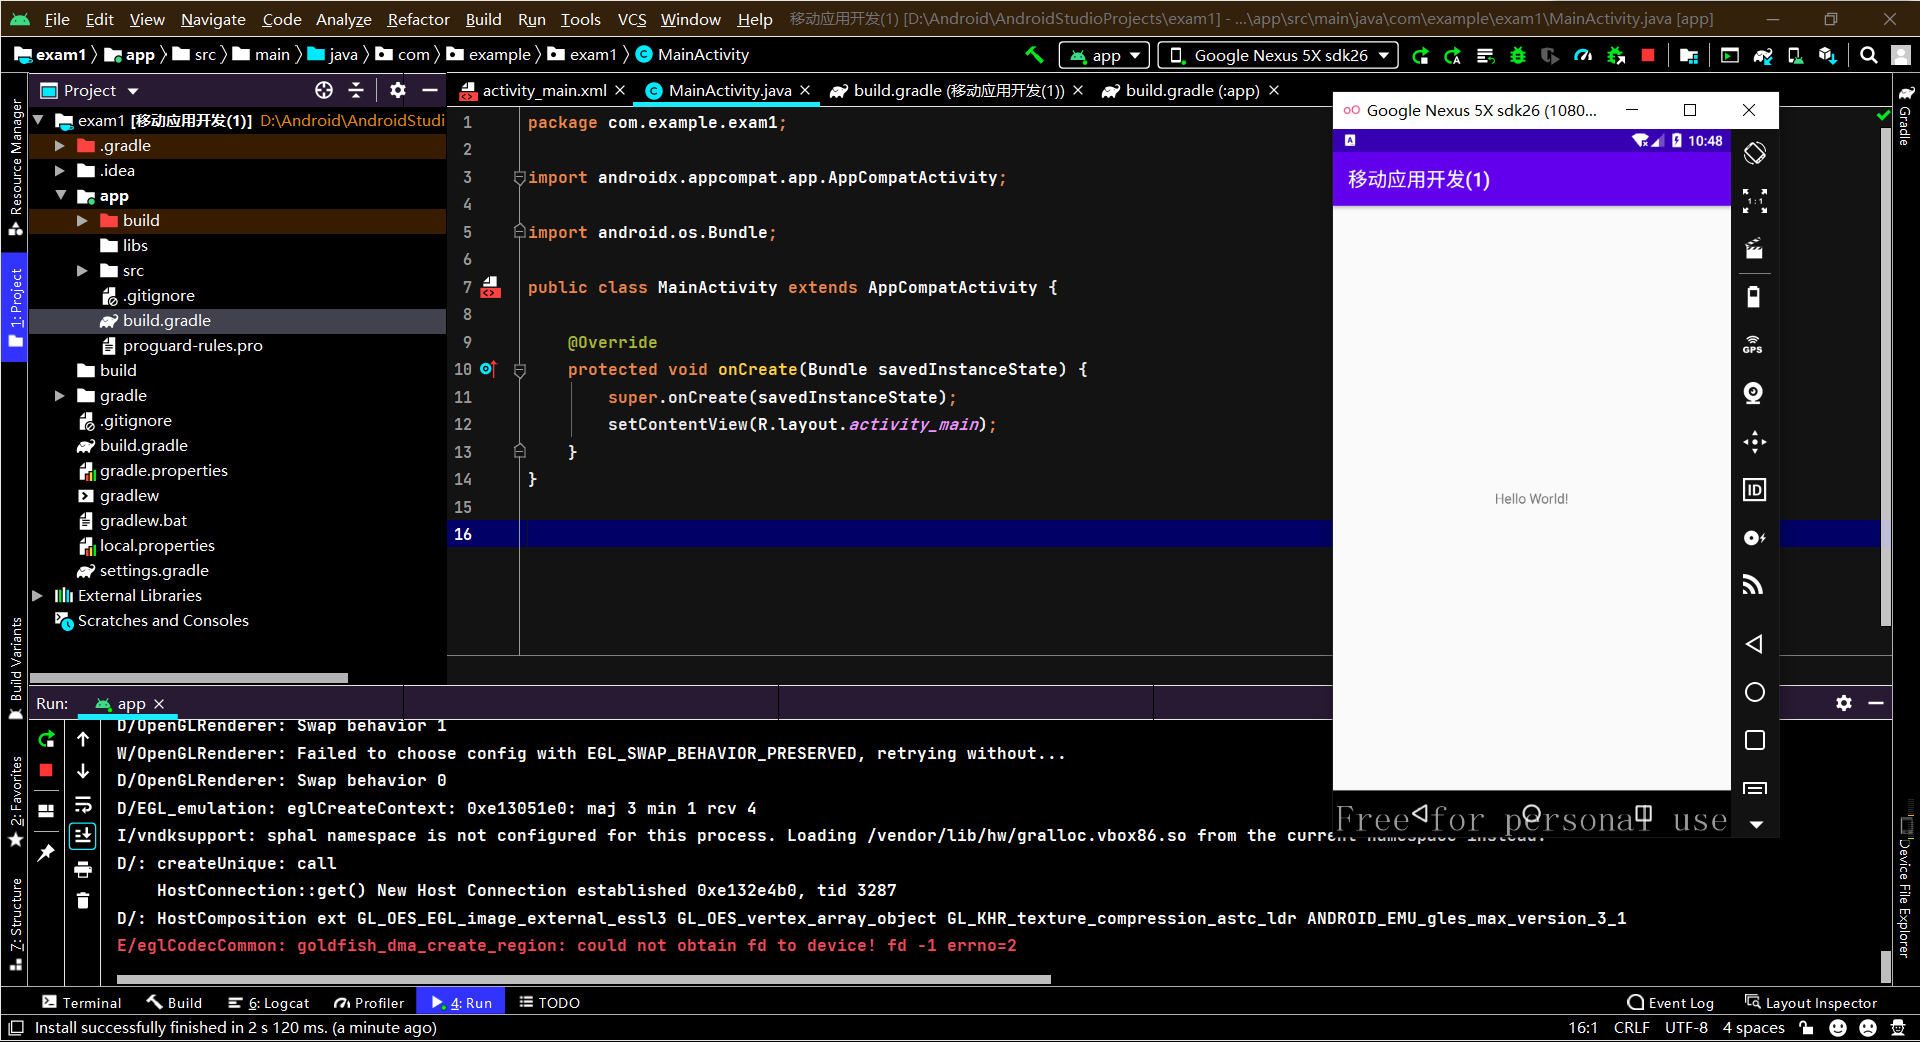 File Edit View Navigate Code Analyze Refactor Build Run Tools VCS Window Help 移动应用开发(1) [D:\Android\AndroidStudioProjects\exam1] - ...\app\src\main\java\com\example\exam1\MainActivity.java [app]
exam1 app src main java com example exam1 MainActivity app Google Nexus 5X sdk26
Project
activity_main.xml MainActivity.java build.gradle (移动应用开发(1)) build.gradle (:app)
exam1 [移动应用开发(1)] D:\Android\AndroidStudi
.gradle
.idea
app
build
libs
src
.gitignore
build.gradle
proguard-rules.pro
build
gradle
.gitignore
build.gradle
gradle.properties
gradlew
gradlew.bat
local.properties
settings.gradle
External Libraries
Scratches and Consoles
Resource Manager
1: Project
Build Variants
2: Favorites
7: Structure
1 package com.example.exam1;
2
3 import androidx.appcompat.app.AppCompatActivity;
4
5 import android.os.Bundle;
6
7 public class MainActivity extends AppCompatActivity {
8
9 @Override
10 protected void onCreate(Bundle savedInstanceState) {
11 super.onCreate(savedInstanceState);
12 setContentView(R.layout.activity_main);
13 }
14 }
15
16
Google Nexus 5X sdk26 (1080...
10:48
移动应用开发(1)
Hello World!
Free for personal use
1:1
GPS
ID
Gradle
Device File Explorer
Run: app
D/OpenGLRenderer: Swap behavior 1
W/OpenGLRenderer: Failed to choose config with EGL_SWAP_BEHAVIOR_PRESERVED, retrying without...
D/OpenGLRenderer: Swap behavior 0
D/EGL_emulation: eglCreateContext: 0xe13051e0: maj 3 min 1 rcv 4
I/vndksupport: sphal namespace is not configured for this process. Loading /vendor/lib/hw/gralloc.vbox86.so from the current namespace instead.
D/: createUnique: call
HostConnection::get() New Host Connection established 0xe132e4b0, tid 3287
D/: HostComposition ext GL_OES_EGL_image_external_essl3 GL_OES_vertex_array_object GL_KHR_texture_compression_astc_ldr ANDROID_EMU_gles_max_version_3_1
E/eglCodecCommon: goldfish_dma_create_region: could not obtain fd to device! fd -1 errno=2
Terminal Build 6: Logcat Profiler 4: Run TODO Event Log Layout Inspector
Install successfully finished in 2 s 120 ms. (a minute ago) 16:1 CRLF UTF-8 4 spaces